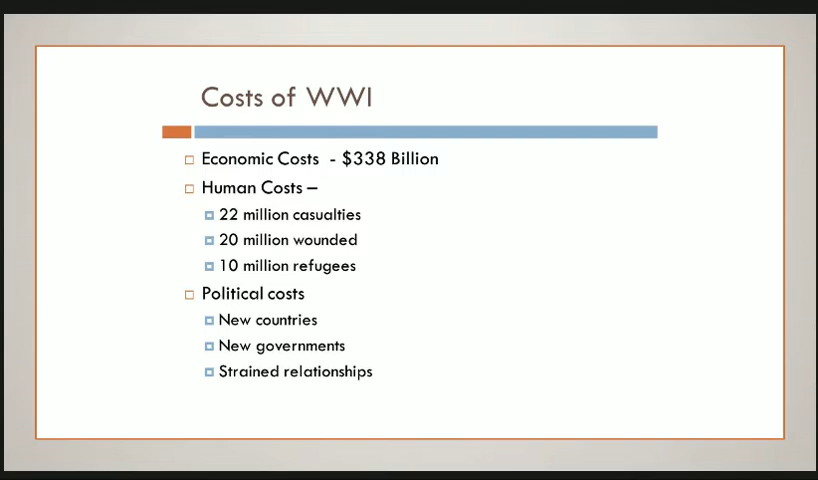 Costs of WWI
Economic Costs - $338 Billion
Human Costs –
22 million casualties
20 million wounded
10 million refugees
Political costs
New countries
New governments
Strained relationships